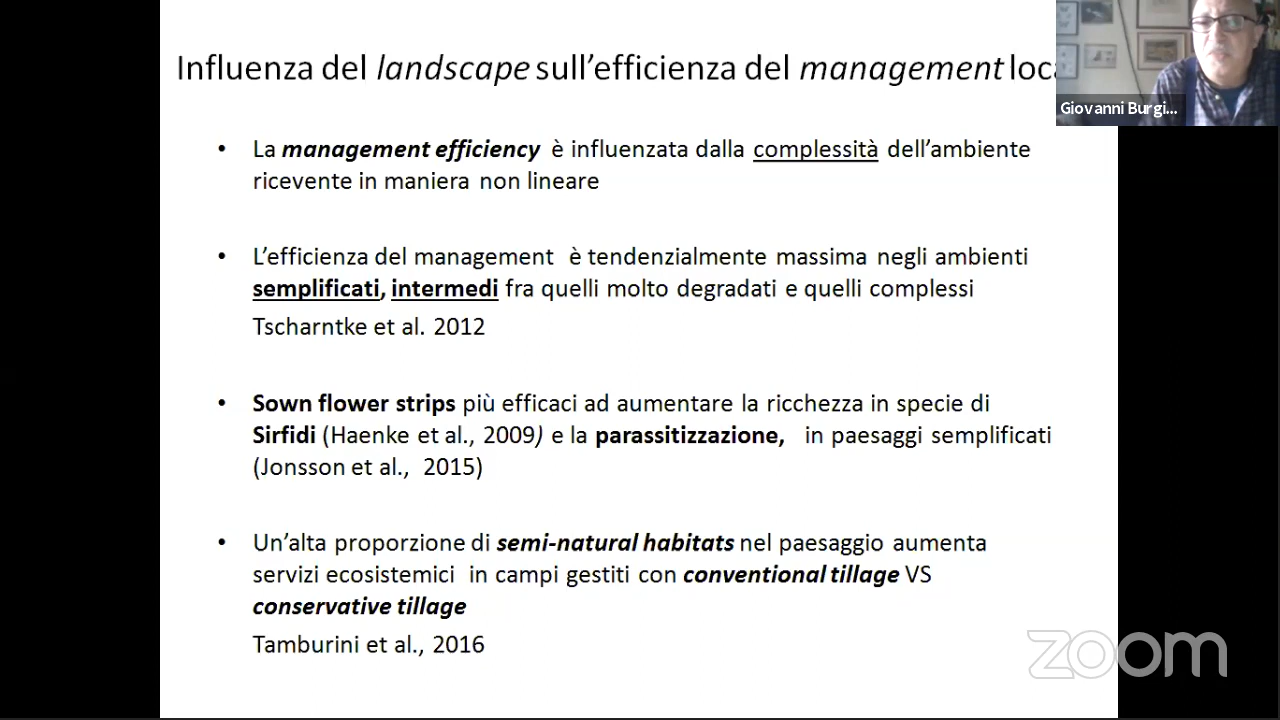 Influenza del landscape sull'efficienza del management loca
Giovanni Burgi...
• La management efficiency è influenzata dalla complessità dell'ambiente
ricevente in maniera non lineare
• L'efficienza del management è tendenzialmente massima negli ambienti
semplificati, intermedi fra quelli molto degradati e quelli complessi
Tscharntke et al. 2012
• Sown flower strips più efficaci ad aumentare la ricchezza in specie di
Sirfidi (Haenke et al., 2009) e la parassitizzazione, in paesaggi semplificati
(Jonsson et al., 2015)
• Un'alta proporzione di semi-natural habitats nel paesaggio aumenta
servizi ecosistemici in campi gestiti con conventional tillage VS
conservative tillage
Tamburini et al., 2016
zoom